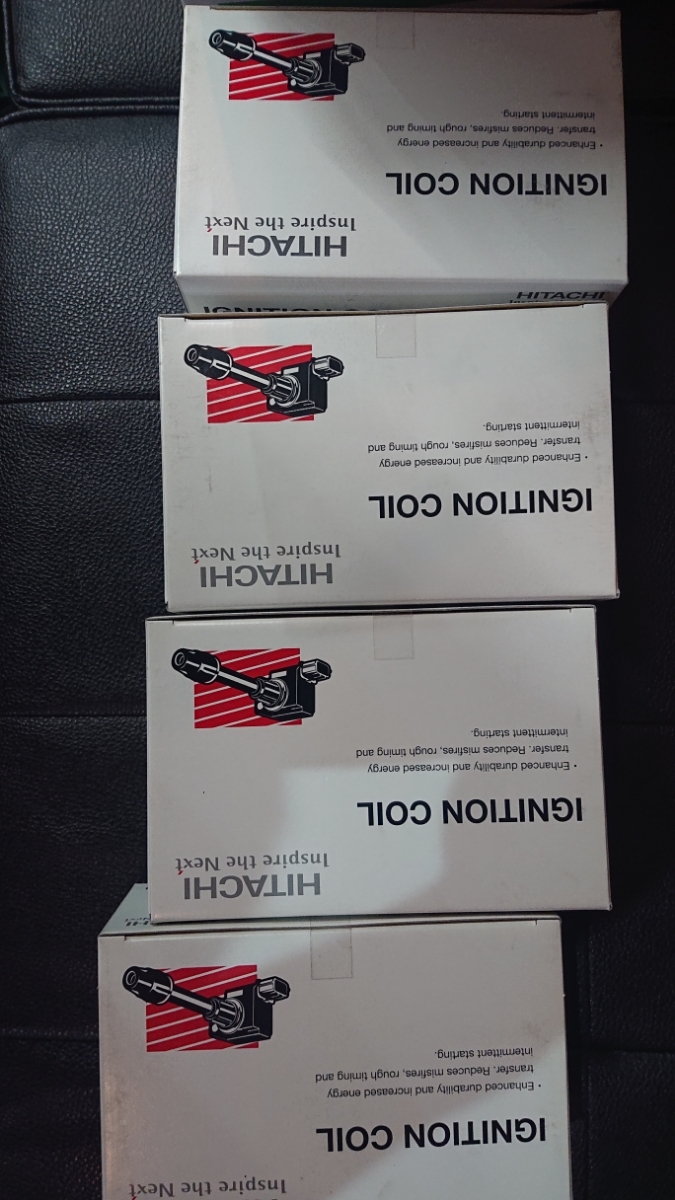 Inspire the Next
IGNITION COIL
• Enhanced durability and increased energy
transfer. Reduces misfires, rough timing and
intermittent starting.
HITACHI
Inspire the Next
IGNITION COIL
• Enhanced durability and increased energy
transfer. Reduces misfires, rough timing and
intermittent starting.
HITACHI
Inspire the Next
IGNITION COIL
• Enhanced durability and increased energy
transfer. Reduces misfires, rough timing and
intermittent starting.
HITACHI
IGNITION
HITACHI
Inspire the Next
IGNITION COIL
• Enhanced durability and increased energy
transfer. Reduces misfires, rough timing and
intermittent starting.